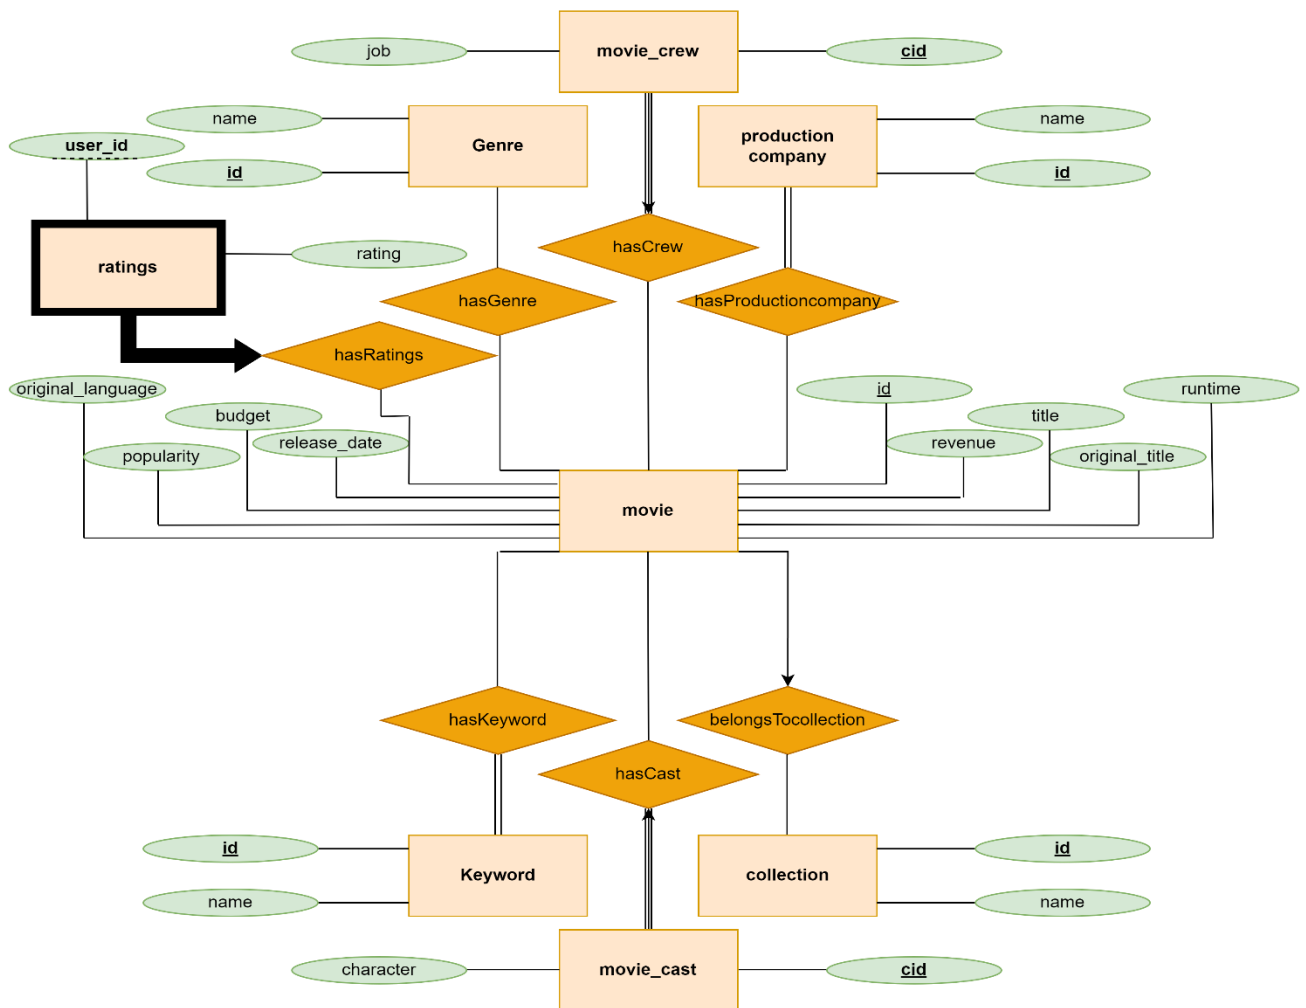 job
movie_crew
cid
name
Genre
production
company
name
user_id
id
id
ratings
rating
hasCrew
hasGenre
hasProductioncompany
hasRatings
original_language
budget
release_date
popularity
id
revenue
title
runtime
original_title
movie
hasKeyword
belongsTocollection
hasCast
id
Keyword
collection
id
name
name
character
movie_cast
cid